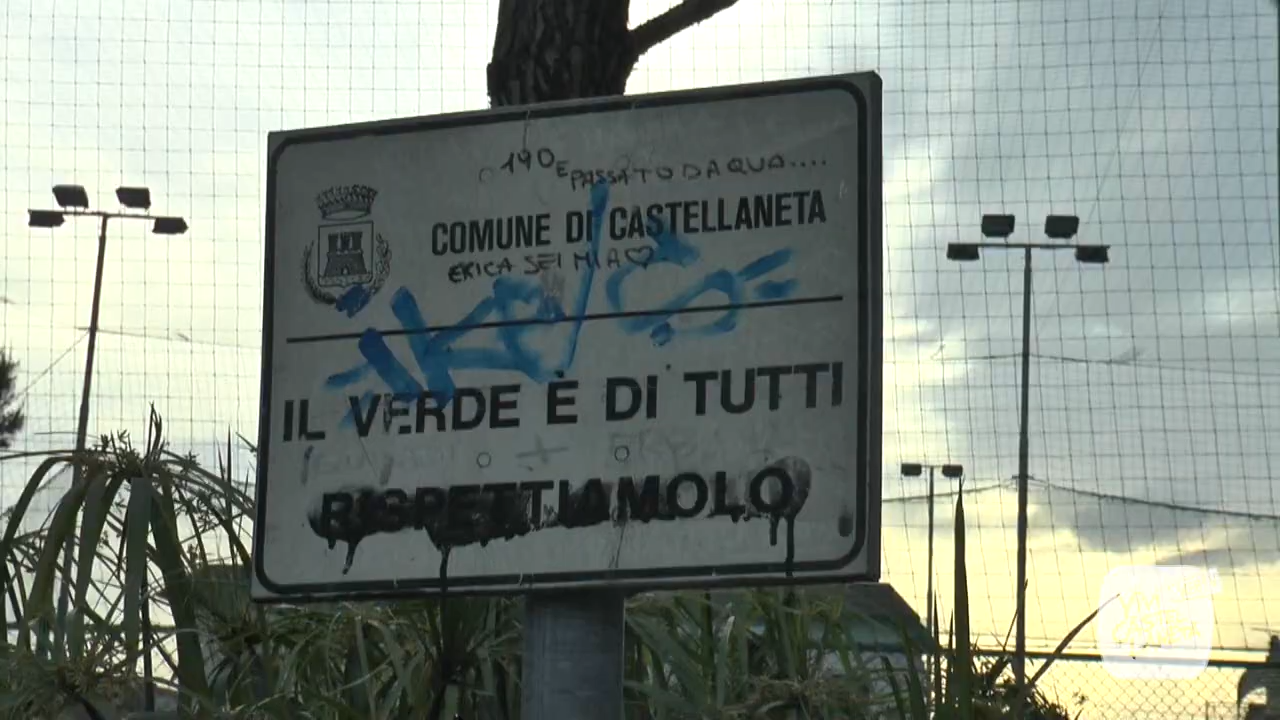 190 E PASSATO DA QUA....
COMUNE DI CASTELLANETA
ERICA SEI MIA♡
IL VERDE È DI TUTTI
RISPETTIAMOLO